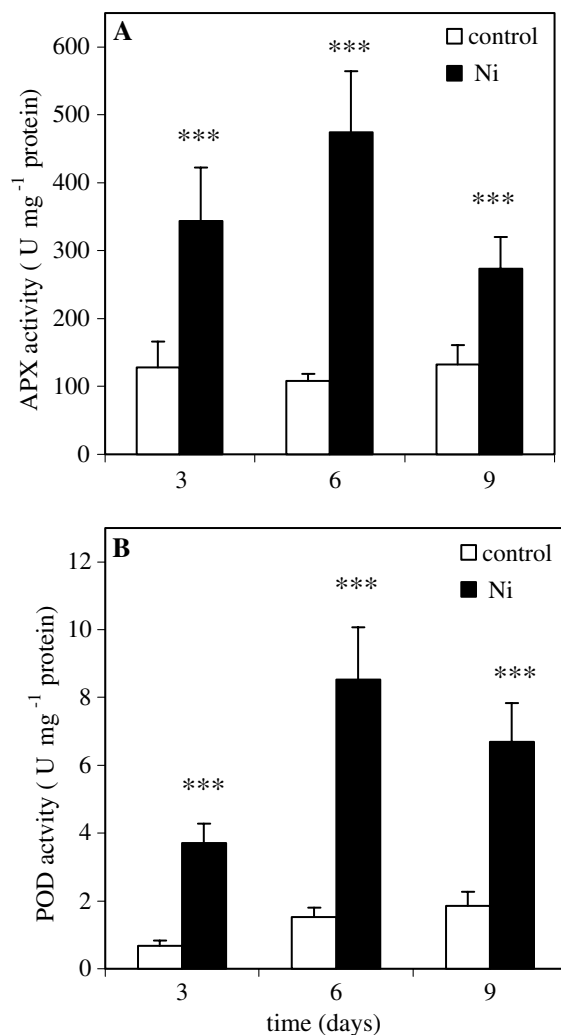 A
control
Ni
***
***
***
600
500
400
300
200
100
0
APX activity ( U mg⁻¹ protein)
3 6 9
B
control
Ni
***
***
***
12
10
8
6
4
2
0
POD actvity ( U mg⁻¹ protein)
3 6 9
time (days)